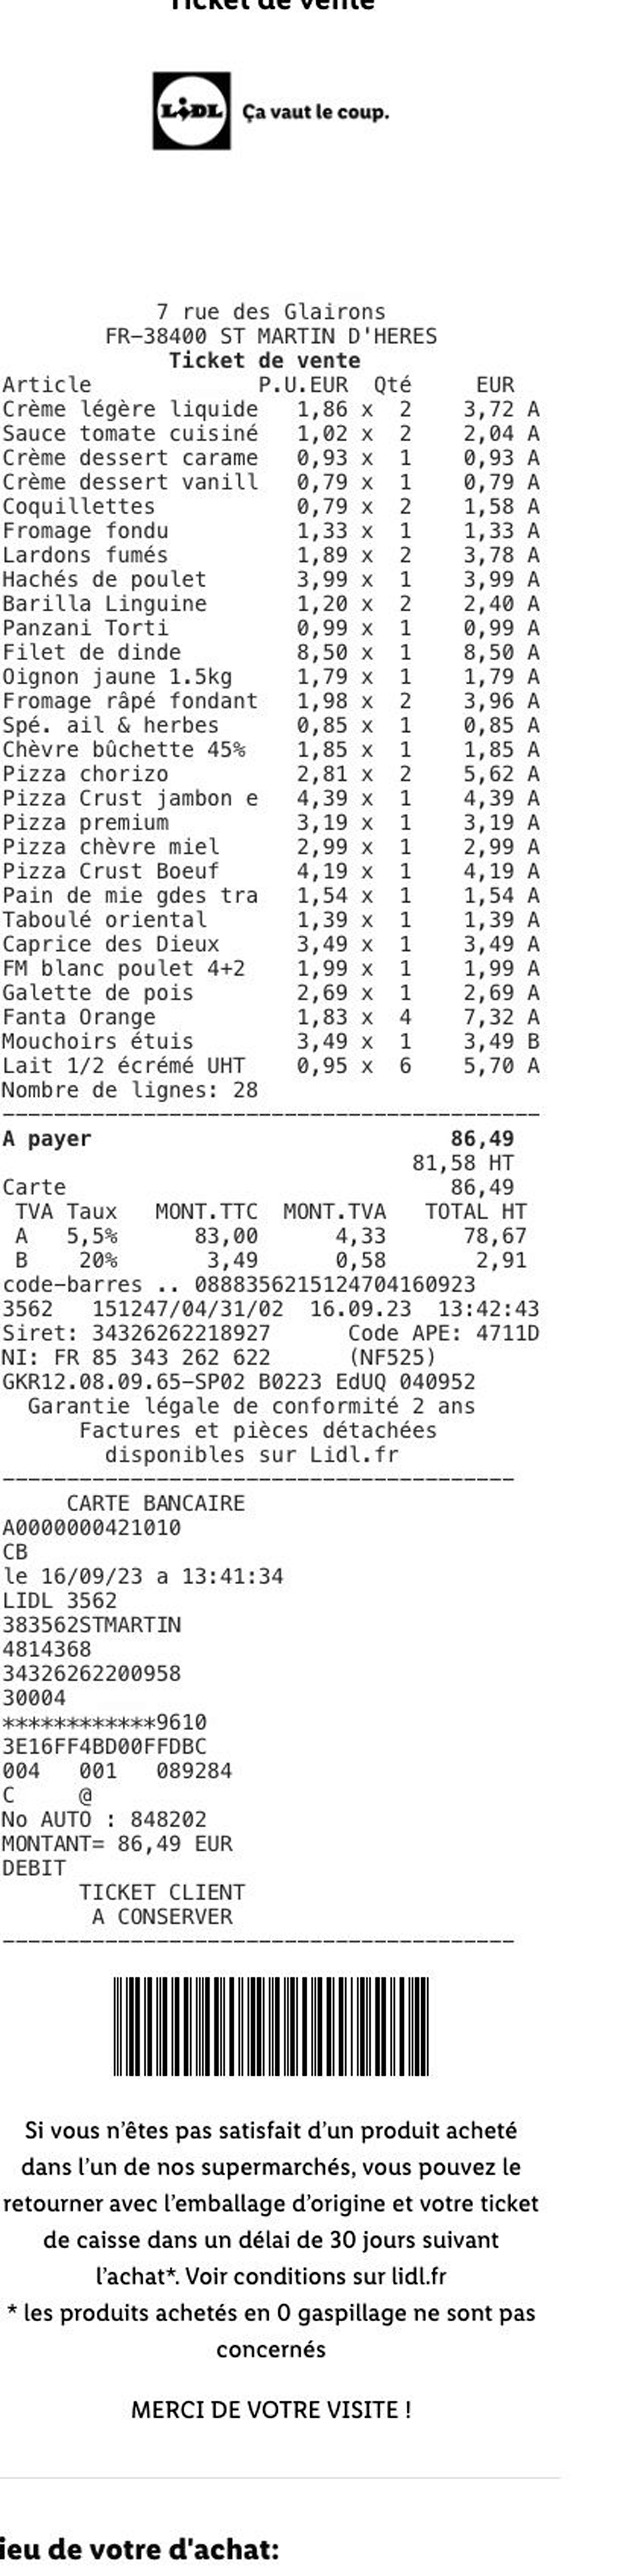 Ticket de vente
LIDL Ça vaut le coup.
7 rue des Glairons
FR-38400 ST MARTIN D'HERES
Ticket de vente
Article P.U.EUR Qté EUR
Crème légère liquide 1,86 x 2 3,72 A
Sauce tomate cuisiné 1,02 x 2 2,04 A
Crème dessert carame 0,93 x 1 0,93 A
Crème dessert vanill 0,79 x 1 0,79 A
Coquillettes 0,79 x 2 1,58 A
Fromage fondu 1,33 x 1 1,33 A
Lardons fumés 1,89 x 2 3,78 A
Hachés de poulet 3,99 x 1 3,99 A
Barilla Linguine 1,20 x 2 2,40 A
Panzani Torti 0,99 x 1 0,99 A
Filet de dinde 8,50 x 1 8,50 A
Oignon jaune 1.5kg 1,79 x 1 1,79 A
Fromage râpé fondant 1,98 x 2 3,96 A
Spé. ail & herbes 0,85 x 1 0,85 A
Chèvre bûchette 45% 1,85 x 1 1,85 A
Pizza chorizo 2,81 x 2 5,62 A
Pizza Crust jambon e 4,39 x 1 4,39 A
Pizza premium 3,19 x 1 3,19 A
Pizza chèvre miel 2,99 x 1 2,99 A
Pizza Crust Boeuf 4,19 x 1 4,19 A
Pain de mie gdes tra 1,54 x 1 1,54 A
Taboulé oriental 1,39 x 1 1,39 A
Caprice des Dieux 3,49 x 1 3,49 A
FM blanc poulet 4+2 1,99 x 1 1,99 A
Galette de pois 2,69 x 1 2,69 A
Fanta Orange 1,83 x 4 7,32 A
Mouchoirs étuis 3,49 x 1 3,49 B
Lait 1/2 écrémé UHT 0,95 x 6 5,70 A
Nombre de lignes: 28
A payer 86,49
81,58 HT
Carte 86,49
TVA Taux MONT.TTC MONT.TVA TOTAL HT
A 5,5% 83,00 4,33 78,67
B 20% 3,49 0,58 2,91
code-barres .. 0888356215124704160923
3562 151247/04/31/02 16.09.23 13:42:43
Siret: 34326262218927 Code APE: 4711D
NI: FR 85 343 262 622 (NF525)
GKR12.08.09.65-SP02 B0223 EdUQ 040952
Garantie légale de conformité 2 ans
Factures et pièces détachées
disponibles sur Lidl.fr
CARTE BANCAIRE
A0000000421010
CB
le 16/09/23 a 13:41:34
LIDL 3562
383562STMARTIN
4814368
34326262200958
30004
************9610
3E16FF4BD00FFDBC
004 001 089284
C @
No AUTO : 848202
MONTANT= 86,49 EUR
DEBIT
TICKET CLIENT
A CONSERVER
Si vous n'êtes pas satisfait d'un produit acheté
dans l'un de nos supermarchés, vous pouvez le
retourner avec l'emballage d'origine et votre ticket
de caisse dans un délai de 30 jours suivant
l'achat*. Voir conditions sur lidl.fr
* les produits achetés en 0 gaspillage ne sont pas
concernés
MERCI DE VOTRE VISITE !
ieu de votre d'achat: